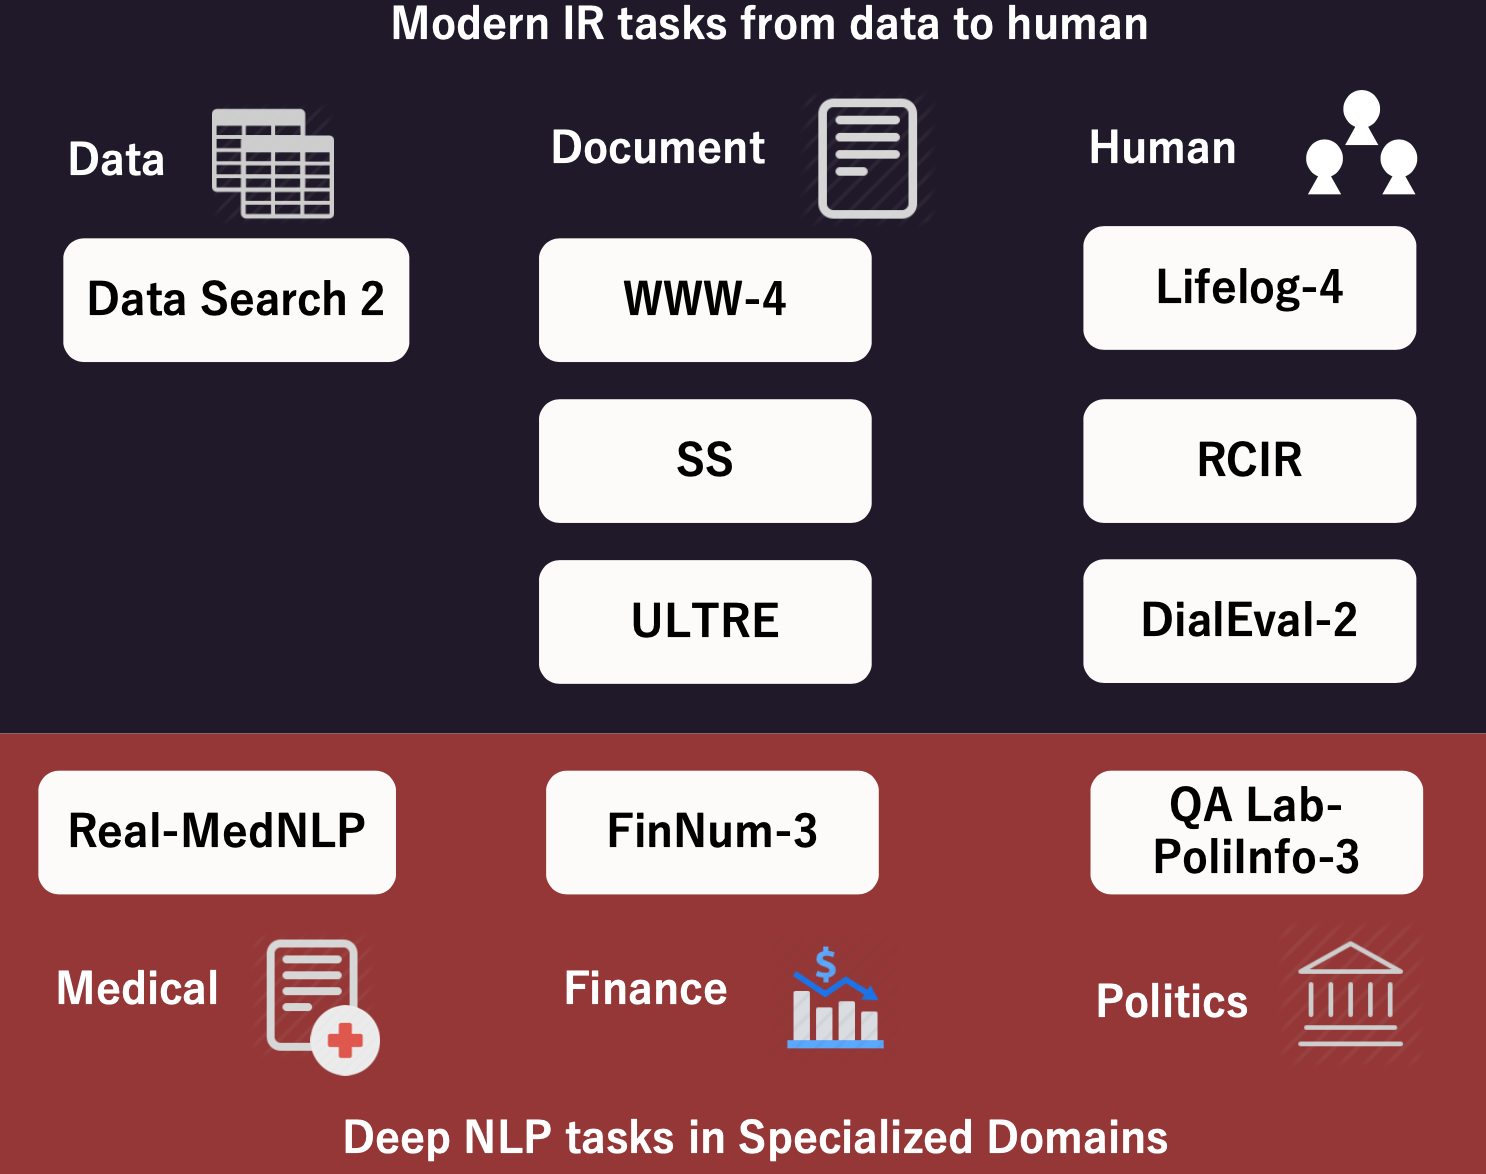 Modern IR tasks from data to human
Data
Document
Human
Data Search 2
WWW-4
Lifelog-4
SS
RCIR
ULTRE
DialEval-2
Real-MedNLP
FinNum-3
QA Lab-
PoliInfo-3
Medical
$
Finance
Politics
Deep NLP tasks in Specialized Domains